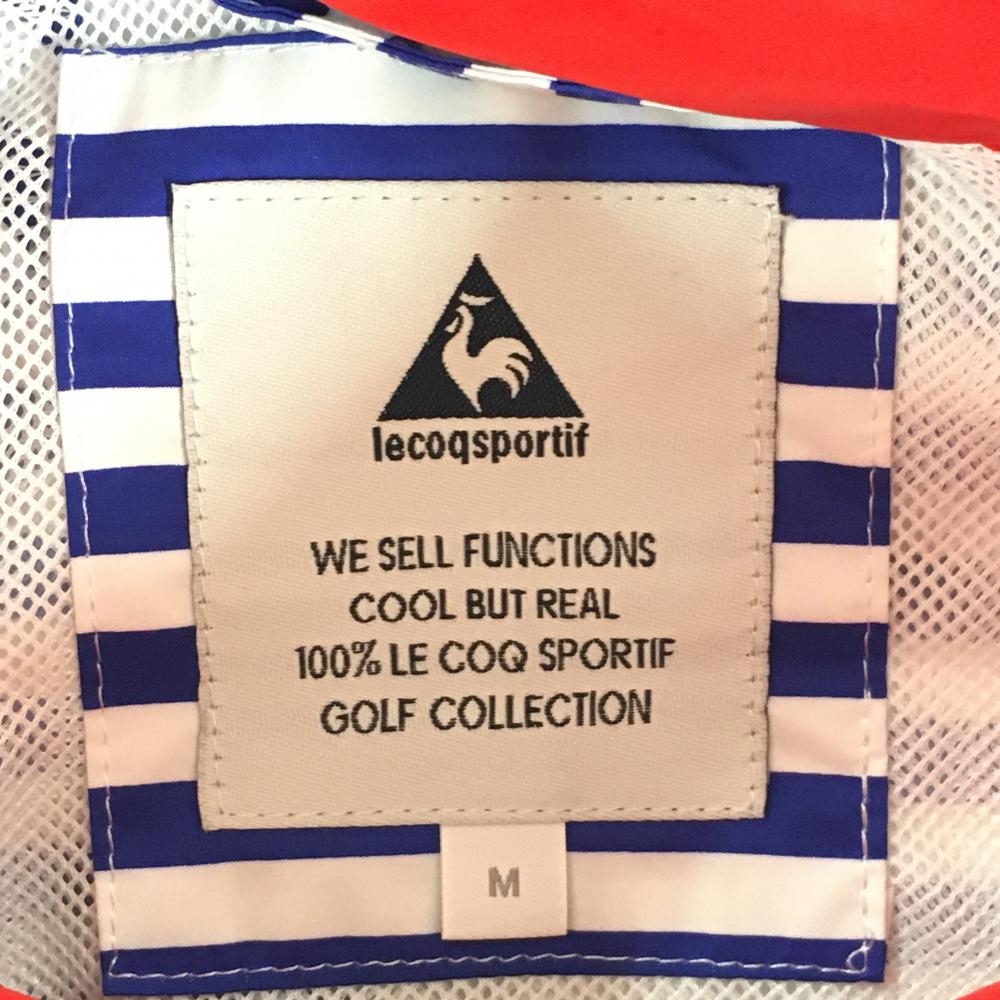 lecoqsportif
WE SELL FUNCTIONS
COOL BUT REAL
100% LE COQ SPORTIF
GOLF COLLECTION
M